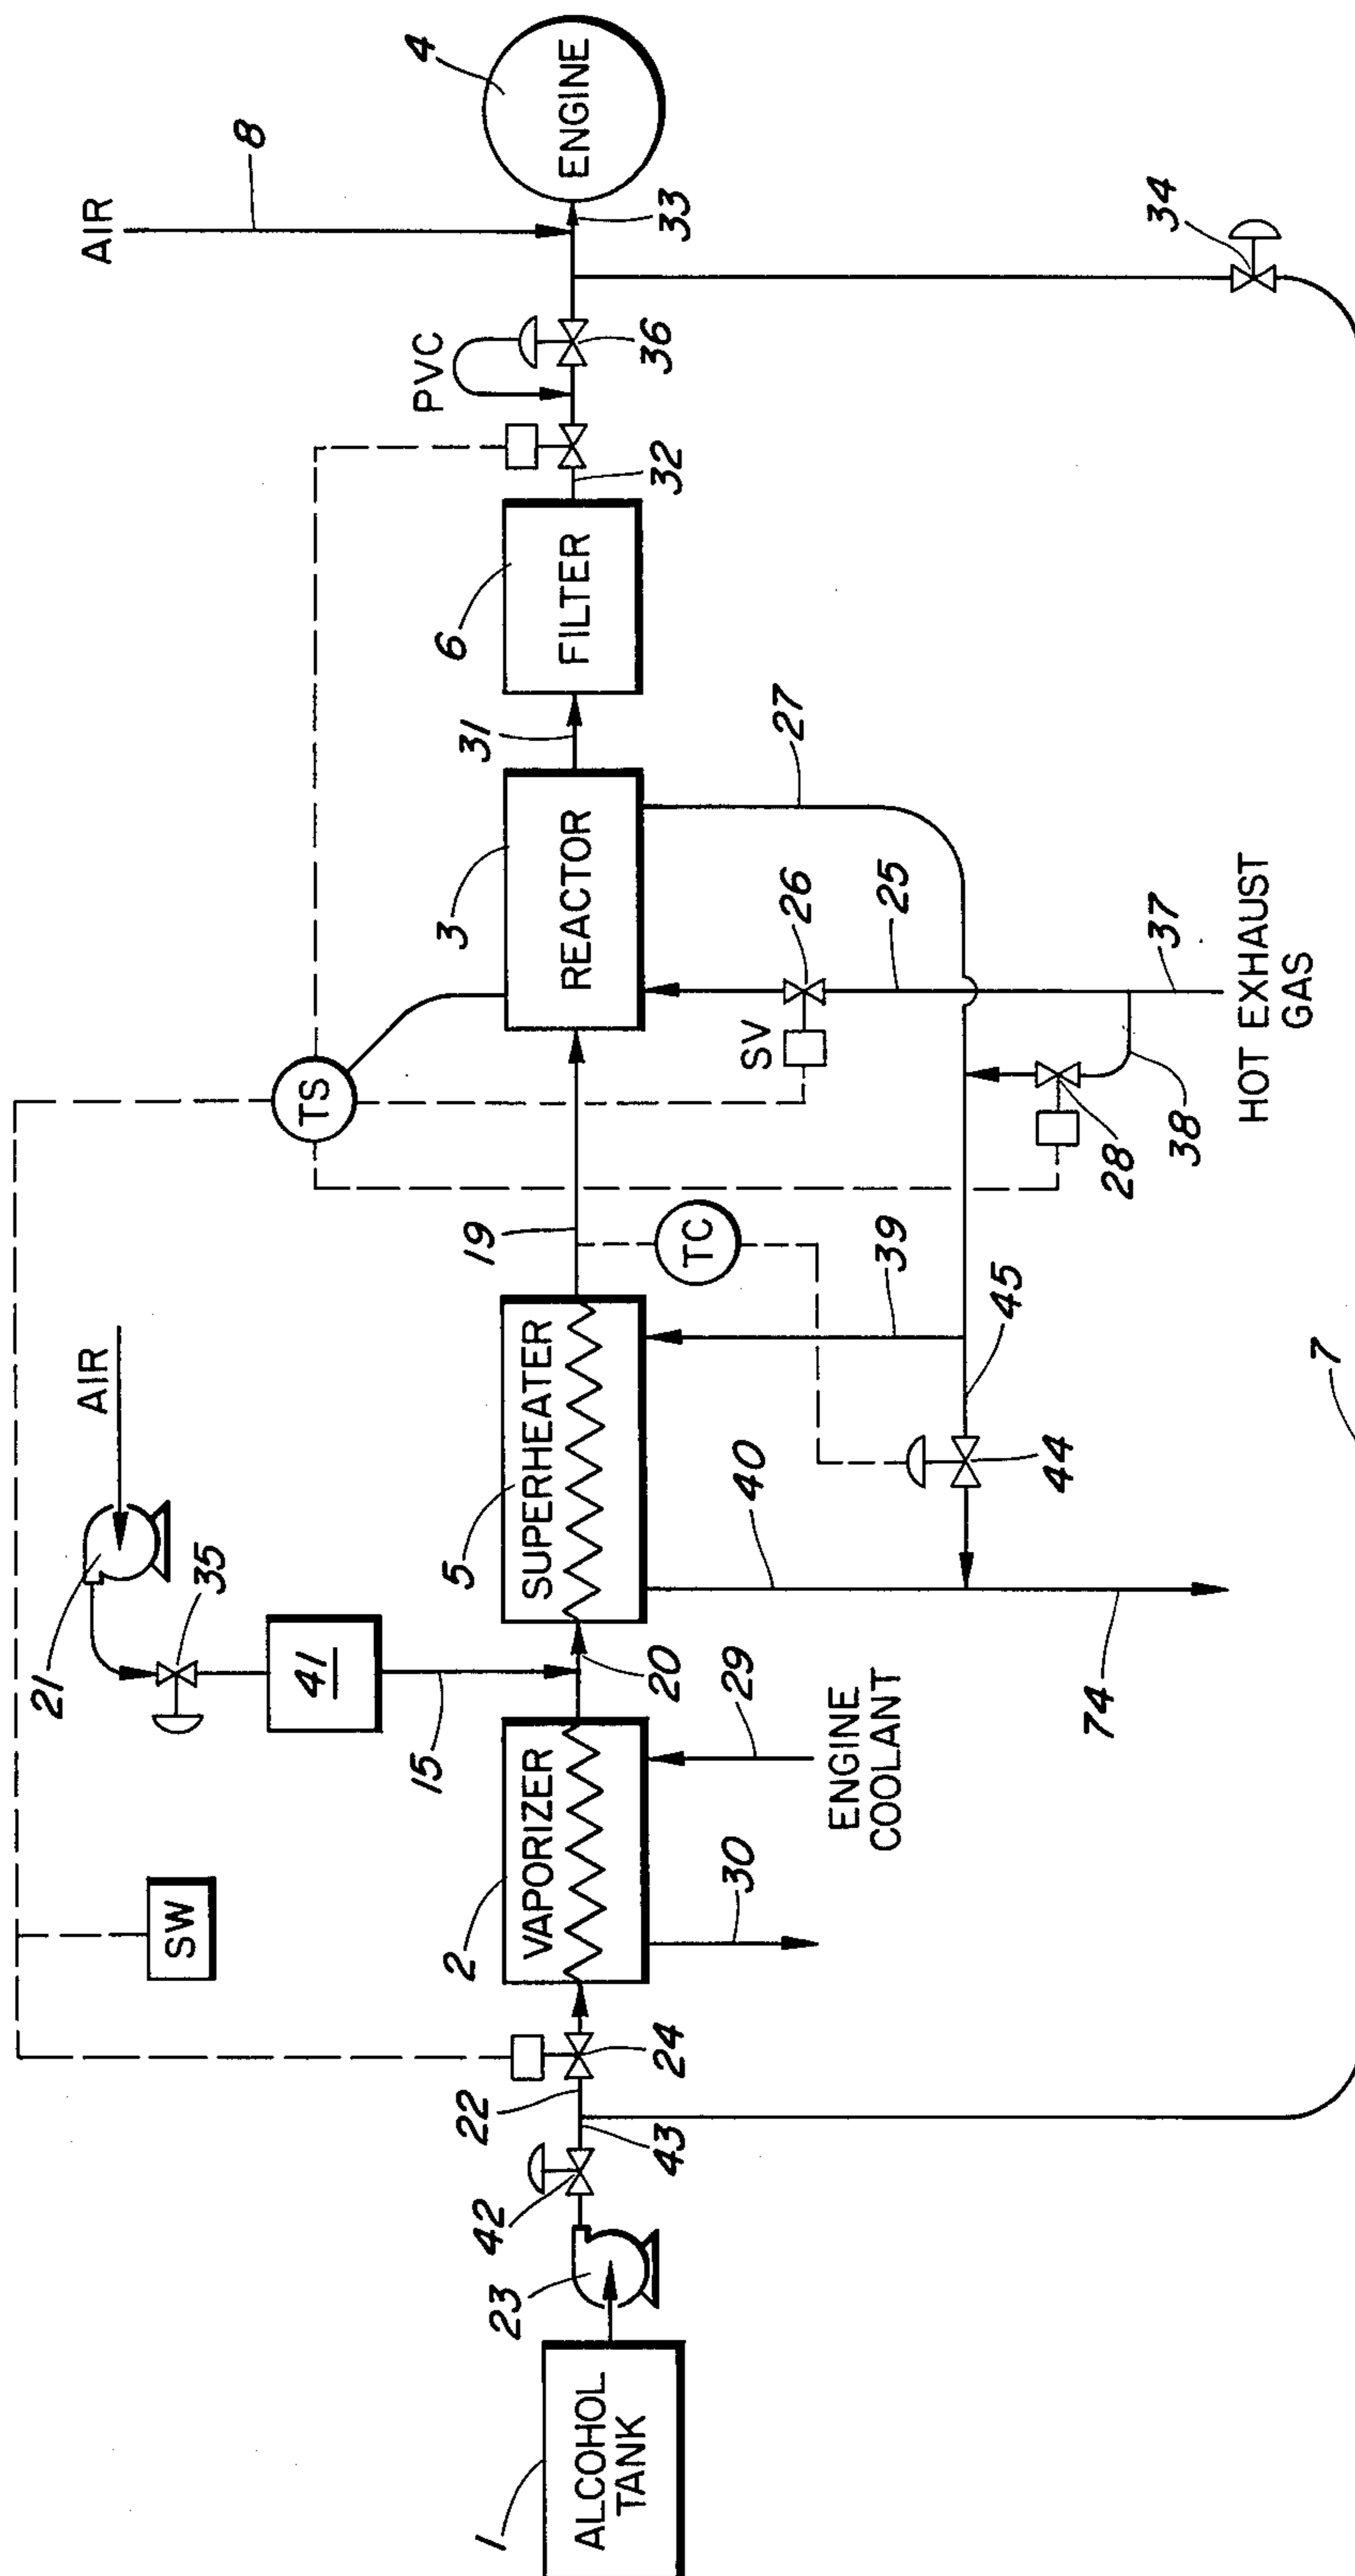 AIR
8
4
ENGINE
33
34
PVC
36
32
6
FILTER
31
27
3
REACTOR
TS
SV
26
25
37
HOT EXHAUST
GAS
38
28
19
TC
39
45
44
7
AIR
21
35
41
15
5
SUPERHEATER
20
40
74
SW
2
VAPORIZER
29
ENGINE
COOLANT
30
24
22
43
42
23
1
ALCOHOL
TANK